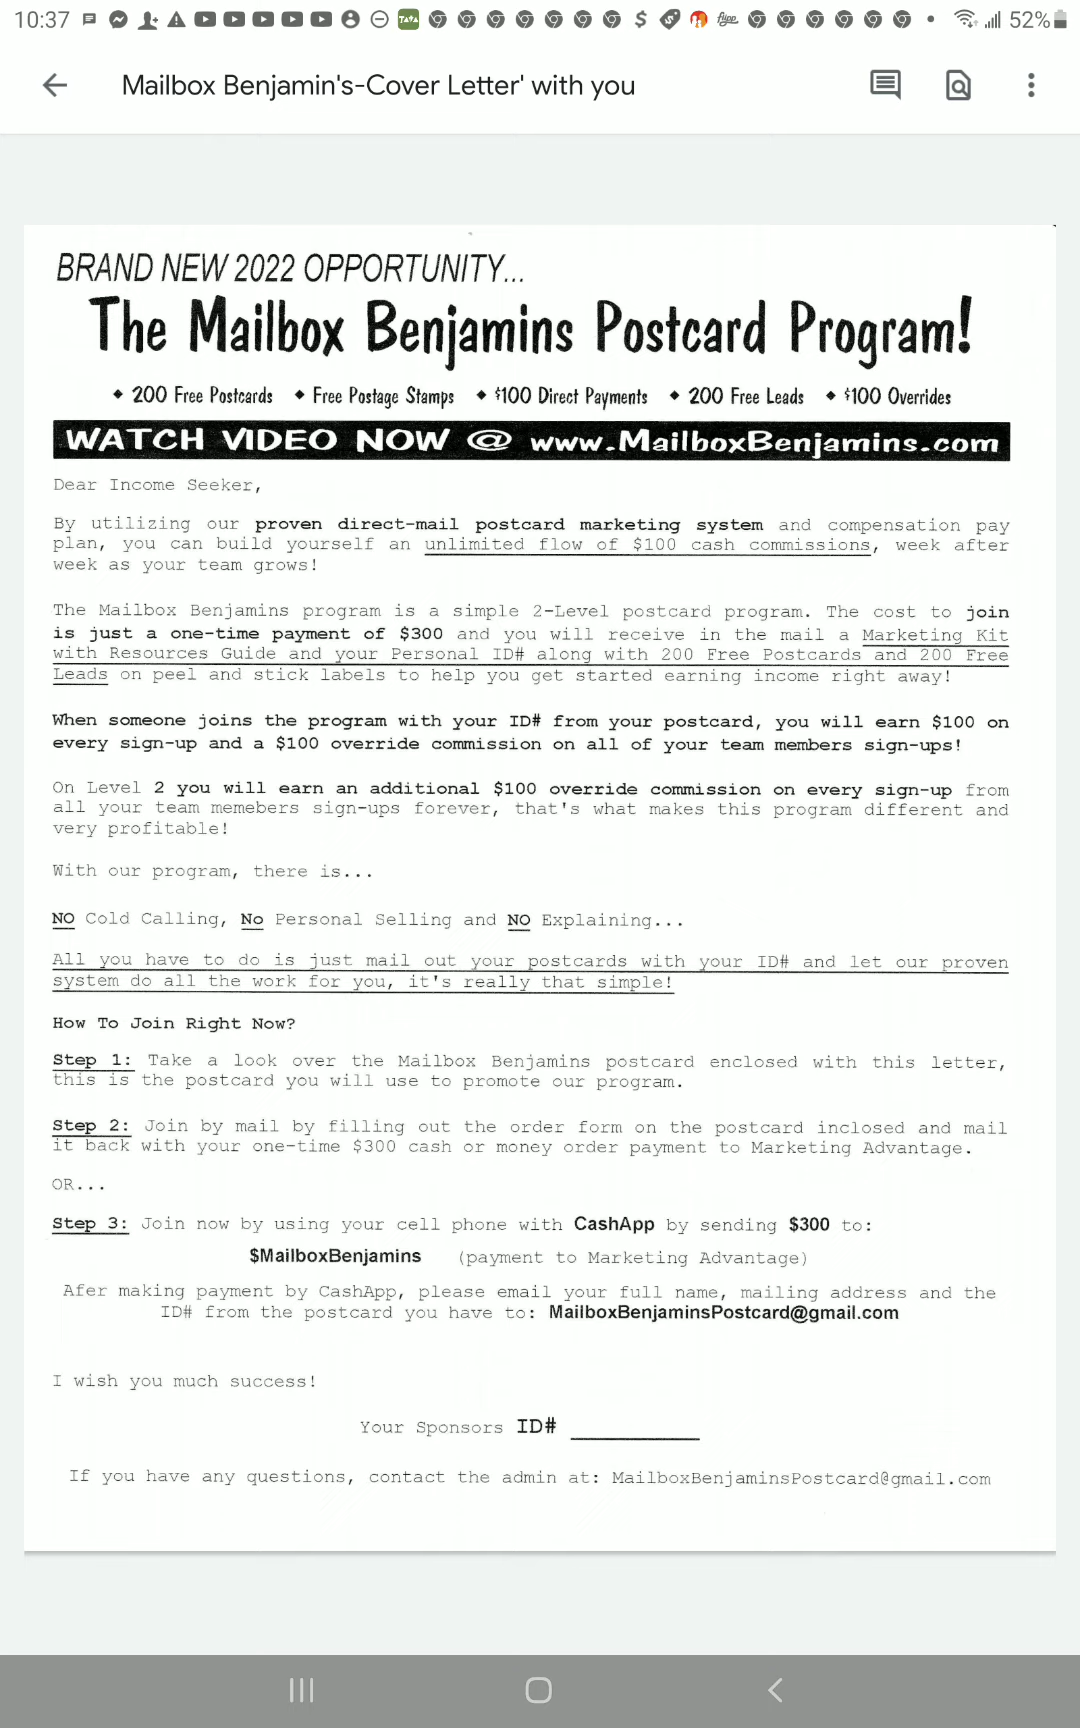 10:37
52%
Mailbox Benjamin's-Cover Letter' with you
BRAND NEW 2022 OPPORTUNITY...
The Mailbox Benjamins Postcard Program!
◆ 200 Free Postcards ◆ Free Postage Stamps ◆ $100 Direct Payments ◆ 200 Free Leads ◆ $100 Overrides
WATCH VIDEO NOW @ www.MailboxBenjamins.com
Dear Income Seeker,
By utilizing our proven direct-mail postcard marketing system and compensation pay
plan, you can build yourself an unlimited flow of $100 cash commissions, week after
week as your team grows!
The Mailbox Benjamins program is a simple 2-Level postcard program. The cost to join
is just a one-time payment of $300 and you will receive in the mail a Marketing Kit
with Resources Guide and your Personal ID# along with 200 Free Postcards and 200 Free
Leads on peel and stick labels to help you get started earning income right away!
When someone joins the program with your ID# from your postcard, you will earn $100 on
every sign-up and a $100 override commission on all of your team members sign-ups!
On Level 2 you will earn an additional $100 override commission on every sign-up from
all your team memebers sign-ups forever, that's what makes this program different and
very profitable!
With our program, there is...
NO Cold Calling, No Personal Selling and NO Explaining...
All you have to do is just mail out your postcards with your ID# and let our proven
system do all the work for you, it's really that simple!
How To Join Right Now?
Step 1: Take a look over the Mailbox Benjamins postcard enclosed with this letter,
this is the postcard you will use to promote our program.
Step 2: Join by mail by filling out the order form on the postcard inclosed and mail
it back with your one-time $300 cash or money order payment to Marketing Advantage.
OR...
Step 3: Join now by using your cell phone with CashApp by sending $300 to:
$MailboxBenjamins (payment to Marketing Advantage)
Afer making payment by CashApp, please email your full name, mailing address and the
ID# from the postcard you have to: MailboxBenjaminsPostcard@gmail.com
I wish you much success!
Your Sponsors ID# ________
If you have any questions, contact the admin at: MailboxBenjaminsPostcard@gmail.com